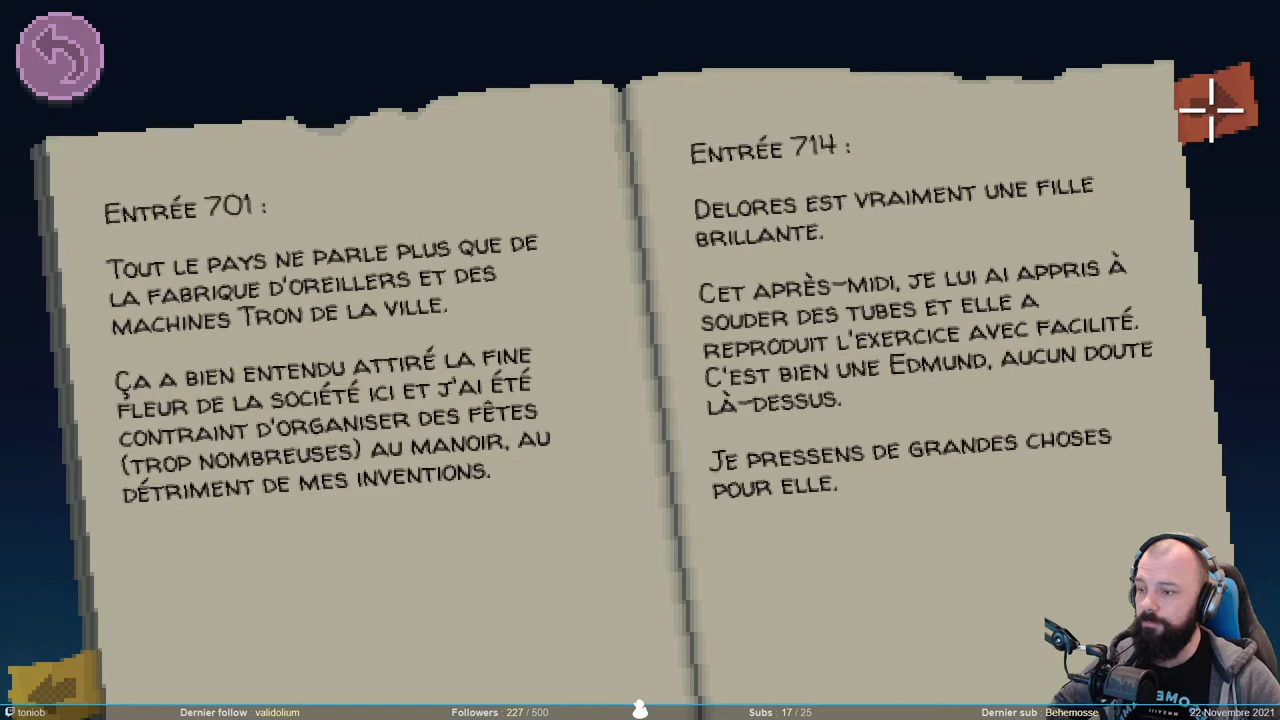 Entrée 701 :
Tout le pays ne parle plus que de
la fabrique d'oreillers et des
machines Tron de la ville.
Ça a bien entendu attiré la fine
fleur de la société ici et j'ai été
contraint d'organiser des fêtes
(trop nombreuses) au manoir, au
détriment de mes inventions.
Entrée 714 :
Delores est vraiment une fille
brillante.
Cet après-midi, je lui ai appris à
souder des tubes et elle a
reproduit l'exercice avec facilité.
C'est bien une Edmund, aucun doute
là-dessus.
Je pressens de grandes choses
pour elle.
toniob Dernier follow : validolium Followers : 227 / 500 Subs : 17 / 25 Dernier sub : Behemosse 22 Novembre 2021